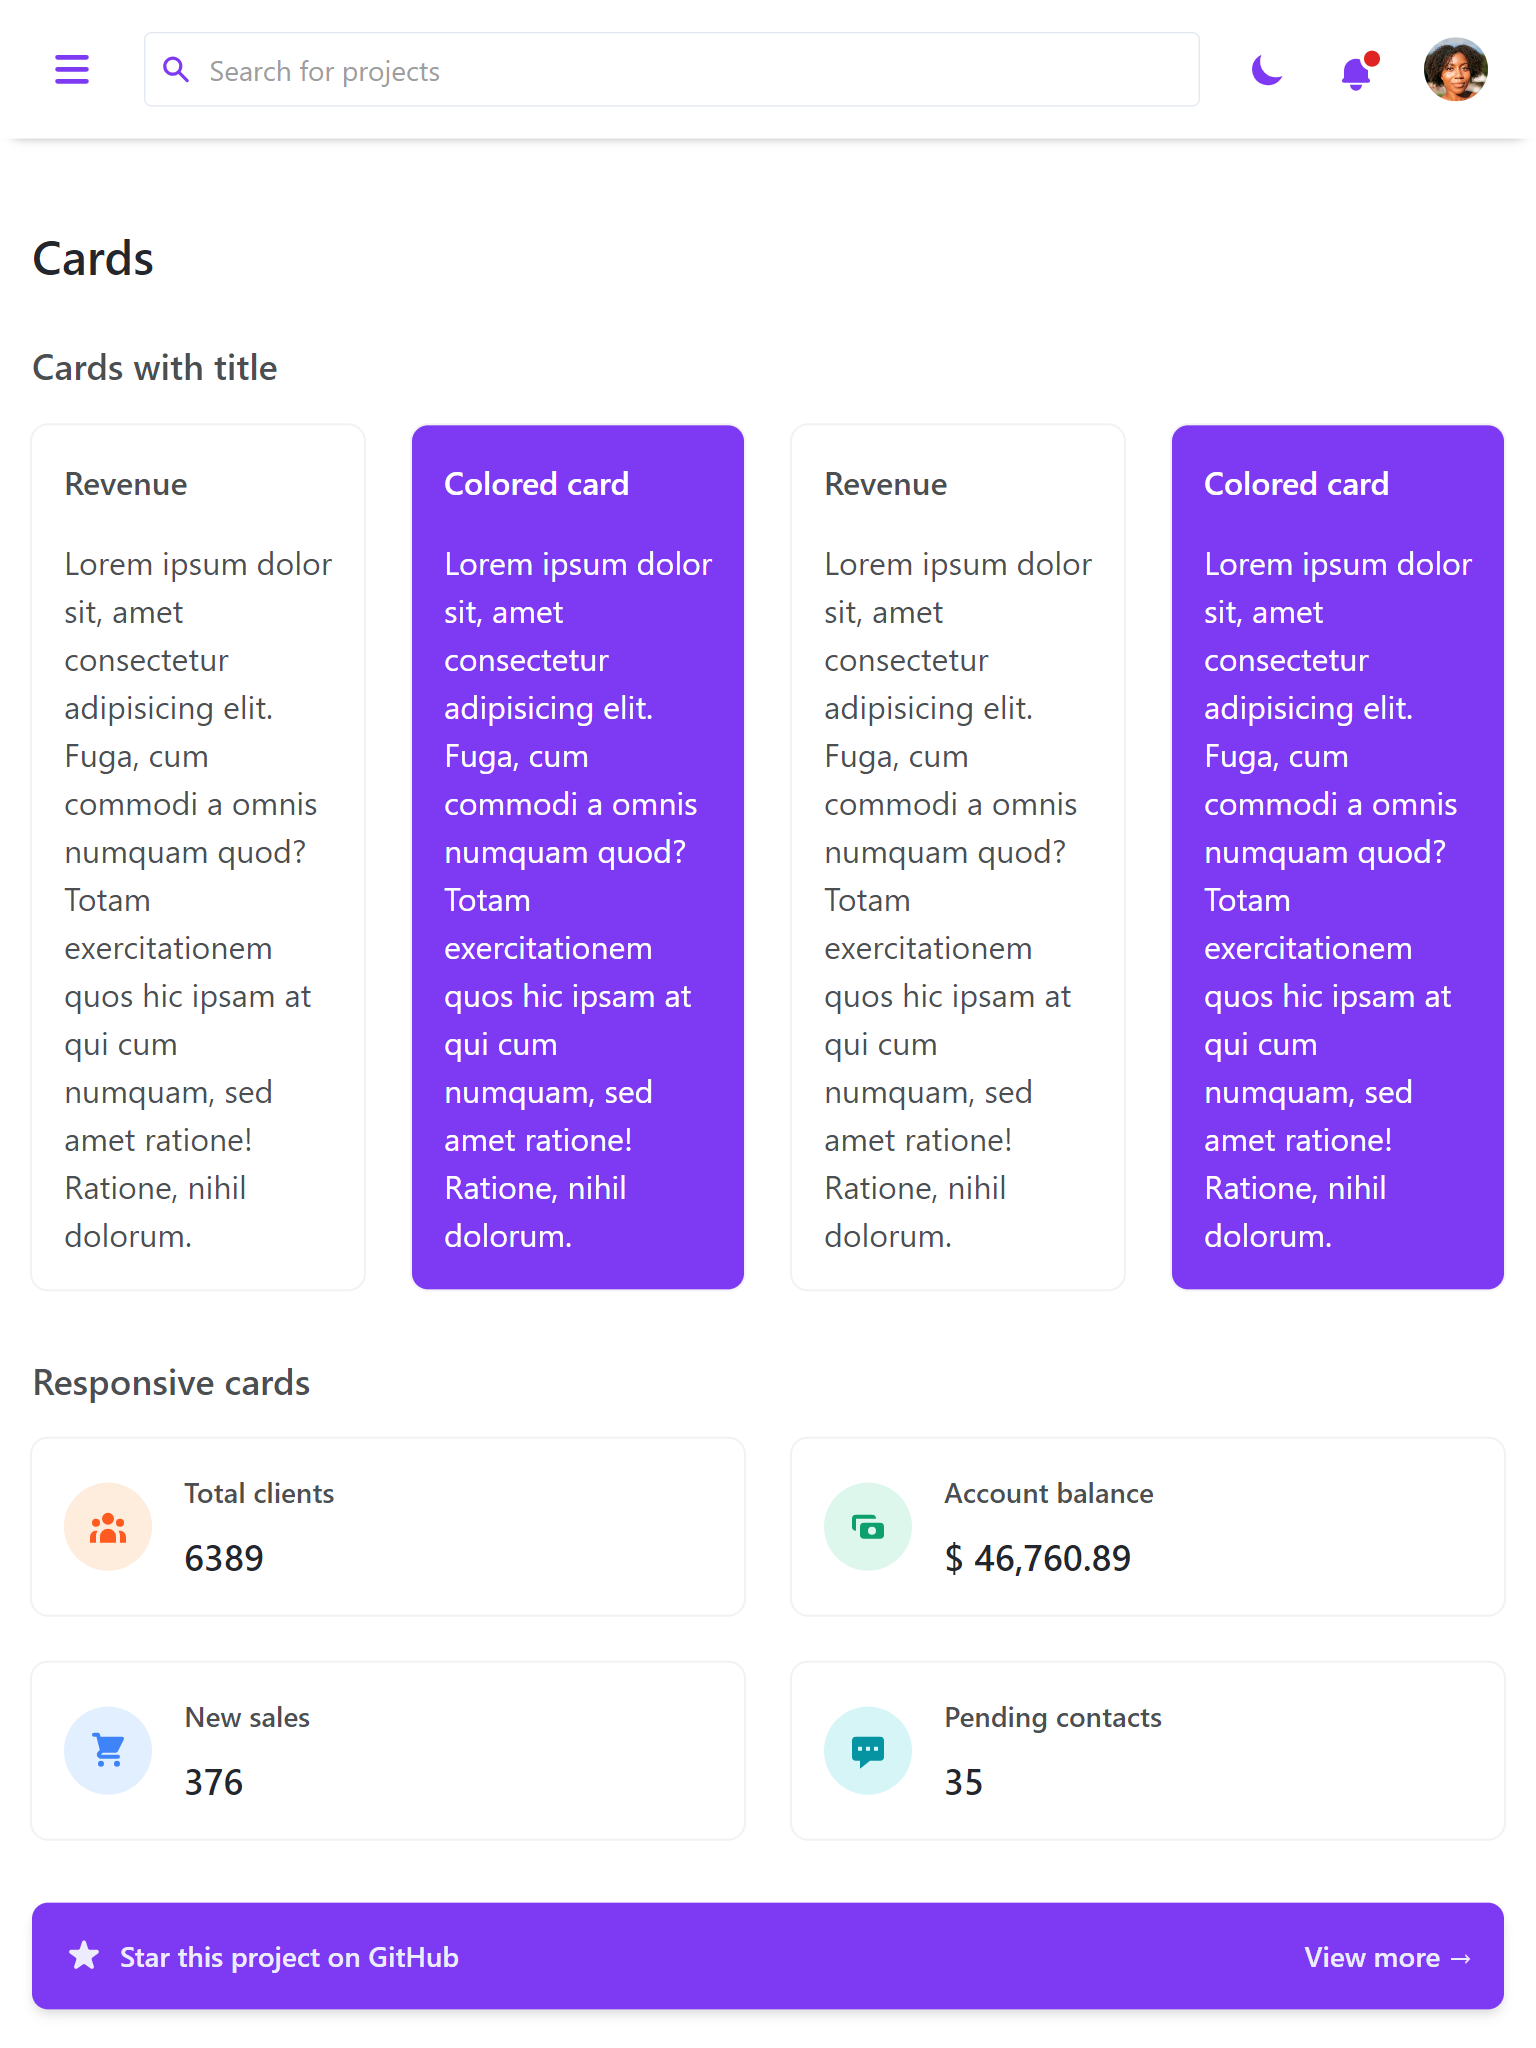 Search for projects
Cards
Cards with title
Revenue
Lorem ipsum dolor
sit, amet
consectetur
adipisicing elit.
Fuga, cum
commodi a omnis
numquam quod?
Totam
exercitationem
quos hic ipsam at
qui cum
numquam, sed
amet ratione!
Ratione, nihil
dolorum.
Colored card
Lorem ipsum dolor
sit, amet
consectetur
adipisicing elit.
Fuga, cum
commodi a omnis
numquam quod?
Totam
exercitationem
quos hic ipsam at
qui cum
numquam, sed
amet ratione!
Ratione, nihil
dolorum.
Revenue
Lorem ipsum dolor
sit, amet
consectetur
adipisicing elit.
Fuga, cum
commodi a omnis
numquam quod?
Totam
exercitationem
quos hic ipsam at
qui cum
numquam, sed
amet ratione!
Ratione, nihil
dolorum.
Colored card
Lorem ipsum dolor
sit, amet
consectetur
adipisicing elit.
Fuga, cum
commodi a omnis
numquam quod?
Totam
exercitationem
quos hic ipsam at
qui cum
numquam, sed
amet ratione!
Ratione, nihil
dolorum.
Responsive cards
Total clients
6389
Account balance
$ 46,760.89
New sales
376
Pending contacts
35
Star this project on GitHub
View more →